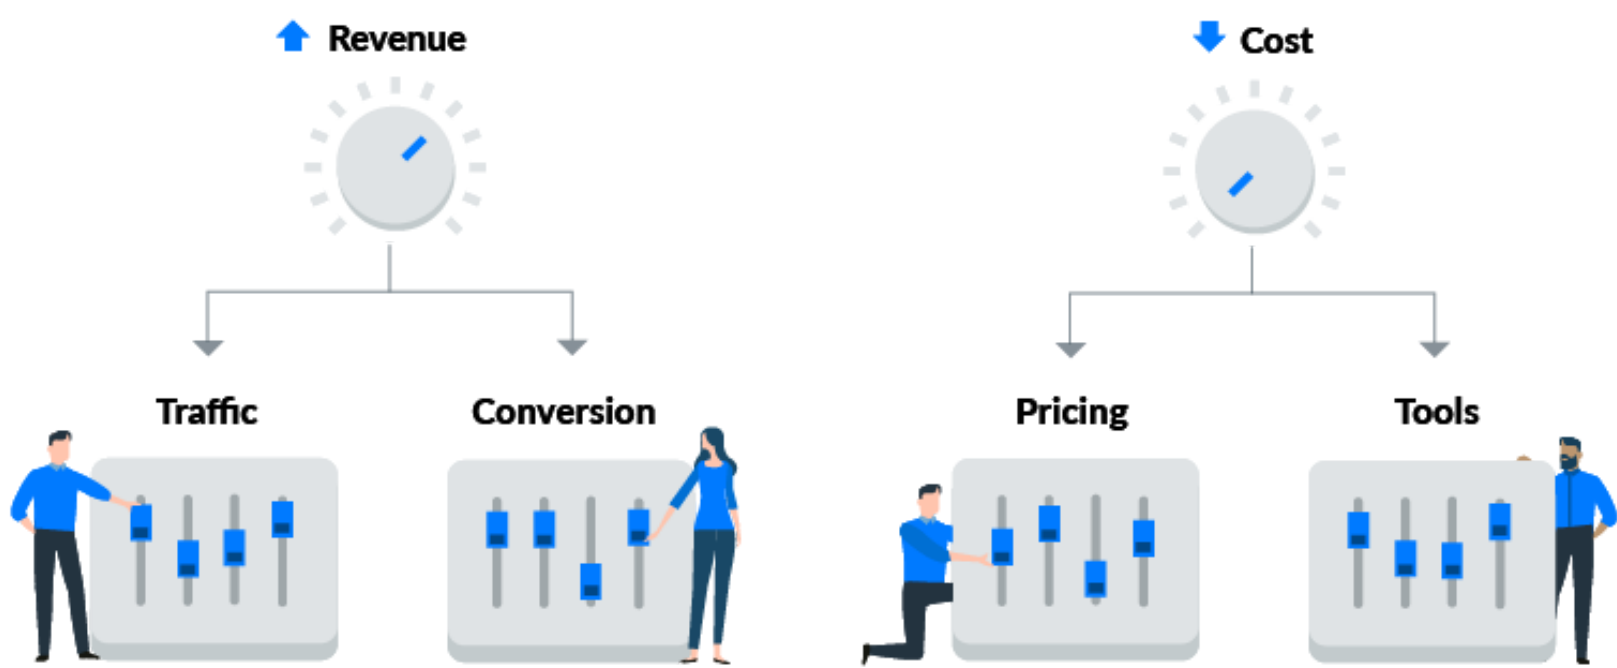 Revenue
Cost
Traffic
Conversion
Pricing
Tools